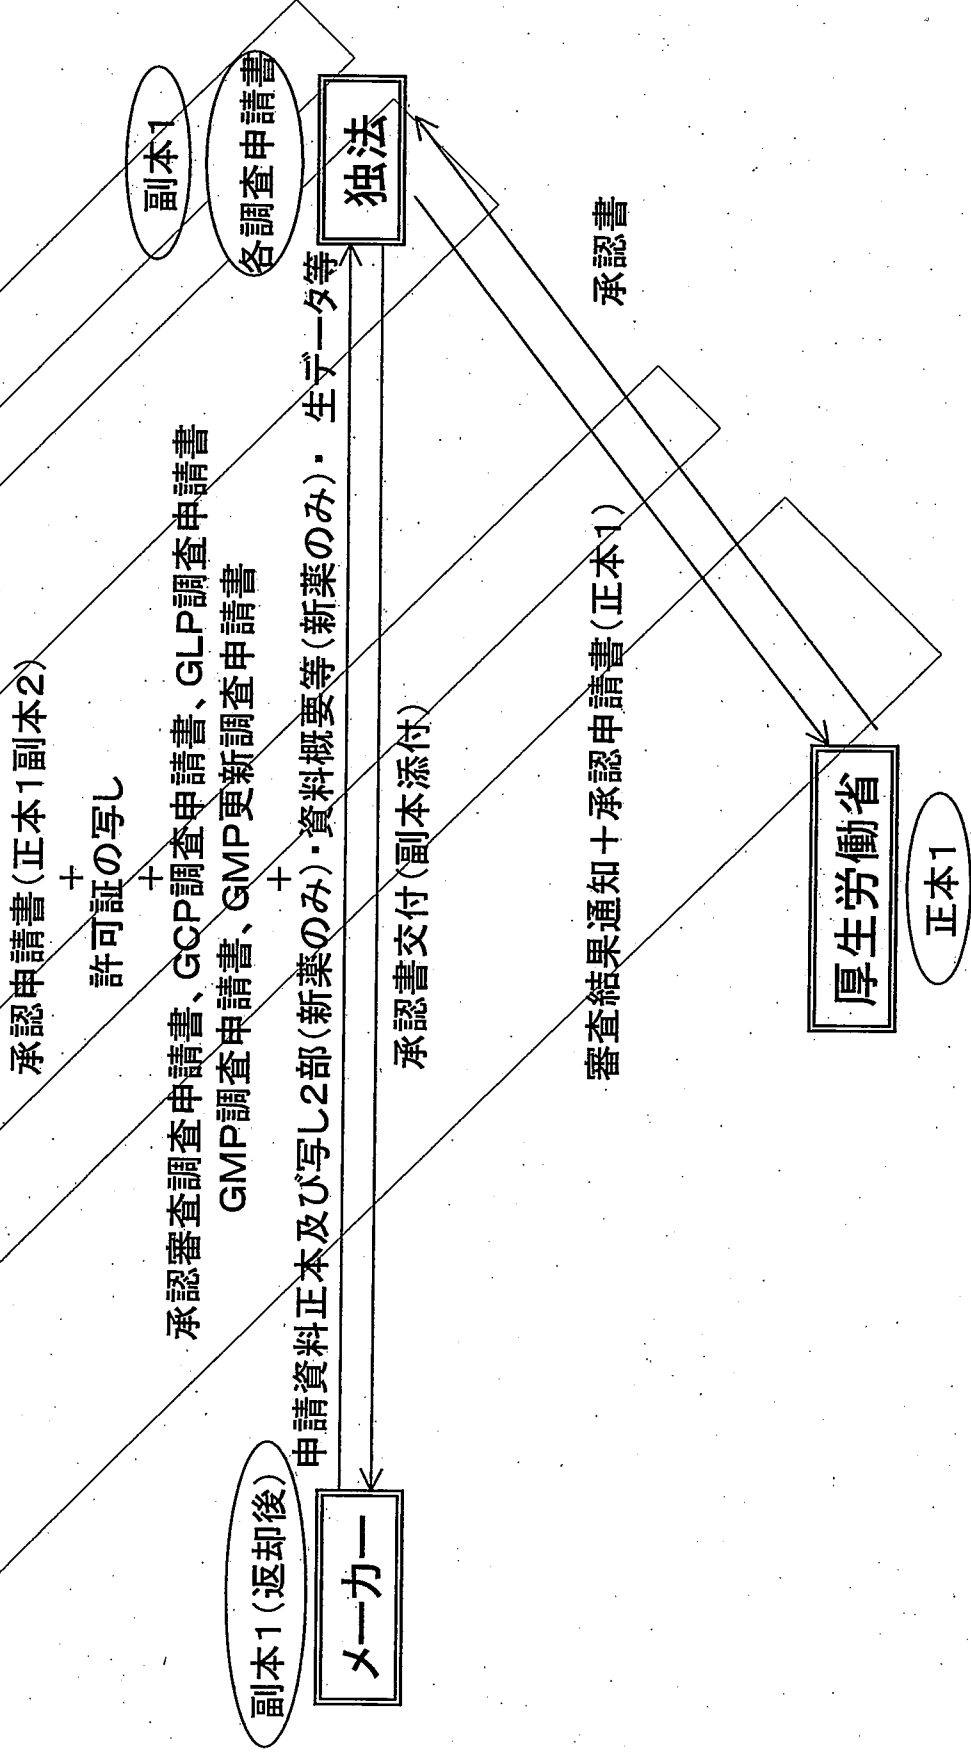 承認申請書(正本1副本2)
＋
許可証の写し
＋
承認審査調査申請書、GCP調査申請書、GLP調査申請書
GMP調査申請書、GMP更新調査申請書
＋
申請資料正本及び写し2部(新薬のみ)・資料概要等(新薬のみ)・生データ等
副本1(返却後)
メーカー
副本1
各調査申請書
独法
承認書交付(副本添付)
審査結果通知＋承認申請書(正本1)
承認書
厚生労働省
正本1